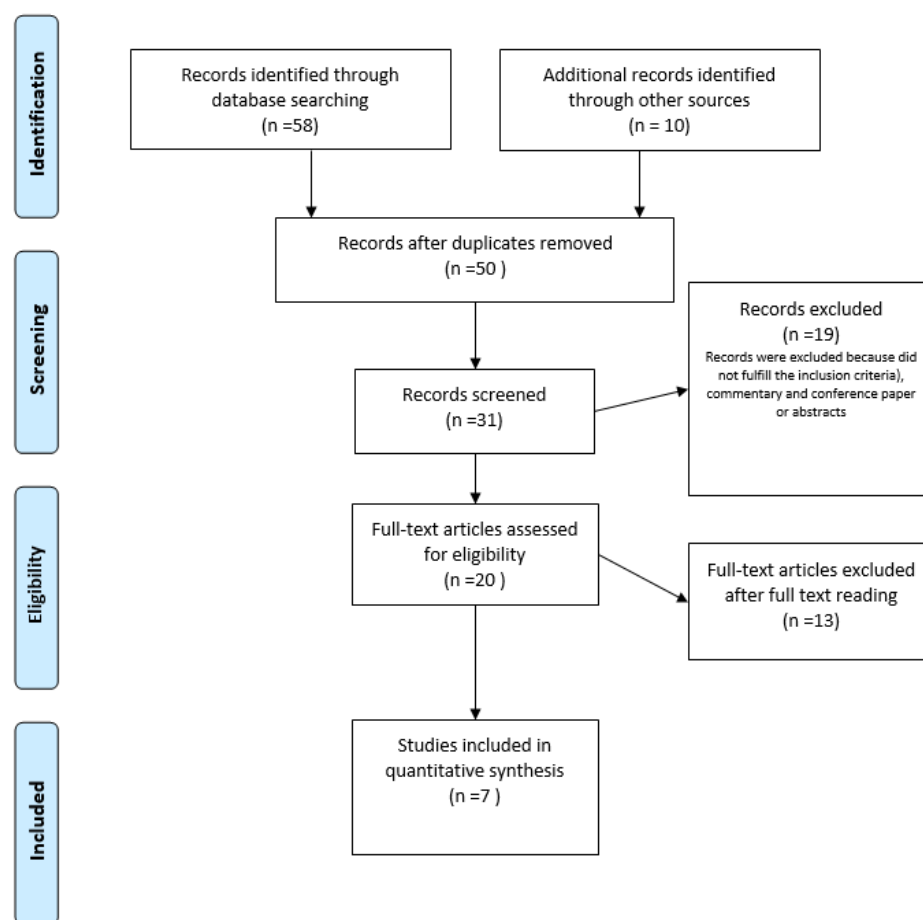 Identification
Records identified through
database searching
(n =58)
Additional records identified
through other sources
(n = 10)
Records after duplicates removed
(n =50 )
Screening
Records excluded
(n =19)
Records were excluded because did
not fulfill the inclusion criteria),
commentary and conference paper
or abstracts
Records screened
(n =31)
Eligibility
Full-text articles assessed
for eligibility
(n =20 )
Full-text articles excluded
after full text reading
(n =13)
Included
Studies included in
quantitative synthesis
(n =7 )